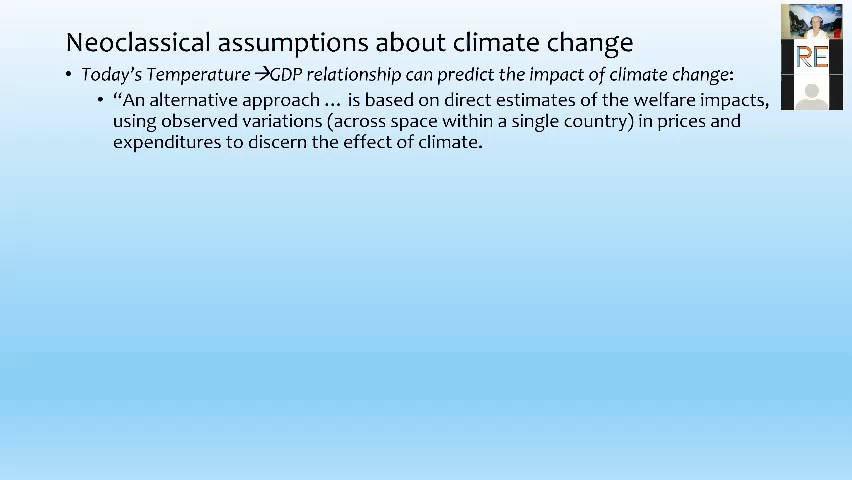 Neoclassical assumptions about climate change
• Today’s Temperature →GDP relationship can predict the impact of climate change:
• “An alternative approach … is based on direct estimates of the welfare impacts,
using observed variations (across space within a single country) in prices and
expenditures to discern the effect of climate.
RE